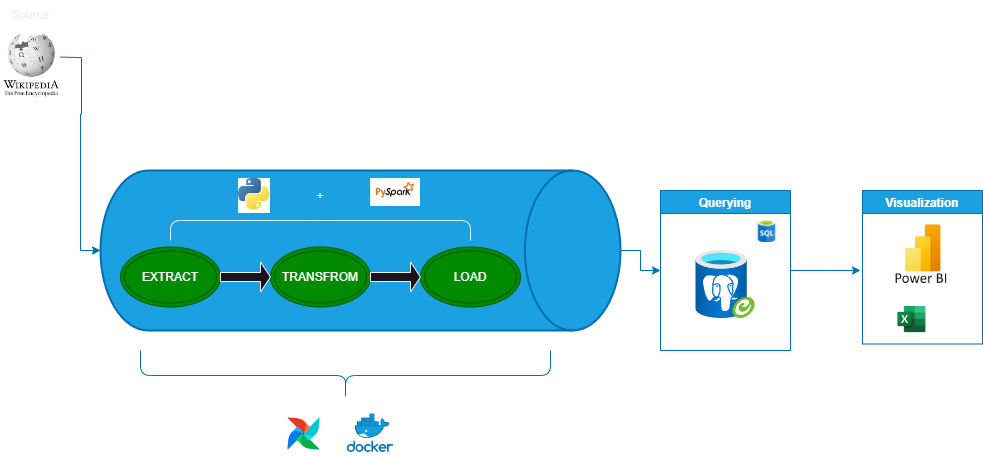 Source
WIKIPEDIA
The Free Encyclopedia
+
PySpark
EXTRACT
TRANSFROM
LOAD
Querying
SQL
Visualization
Power BI
X
docker